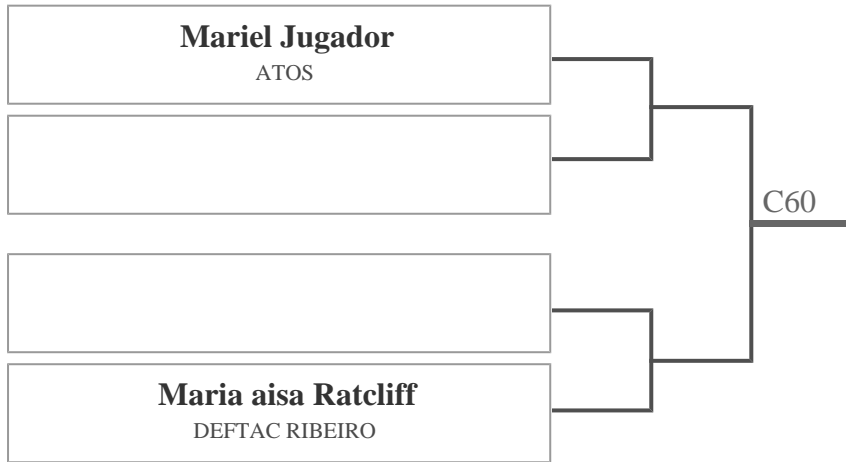 Mariel Jugador
ATOS
C60
Maria aisa Ratcliff
DEFTAC RIBEIRO